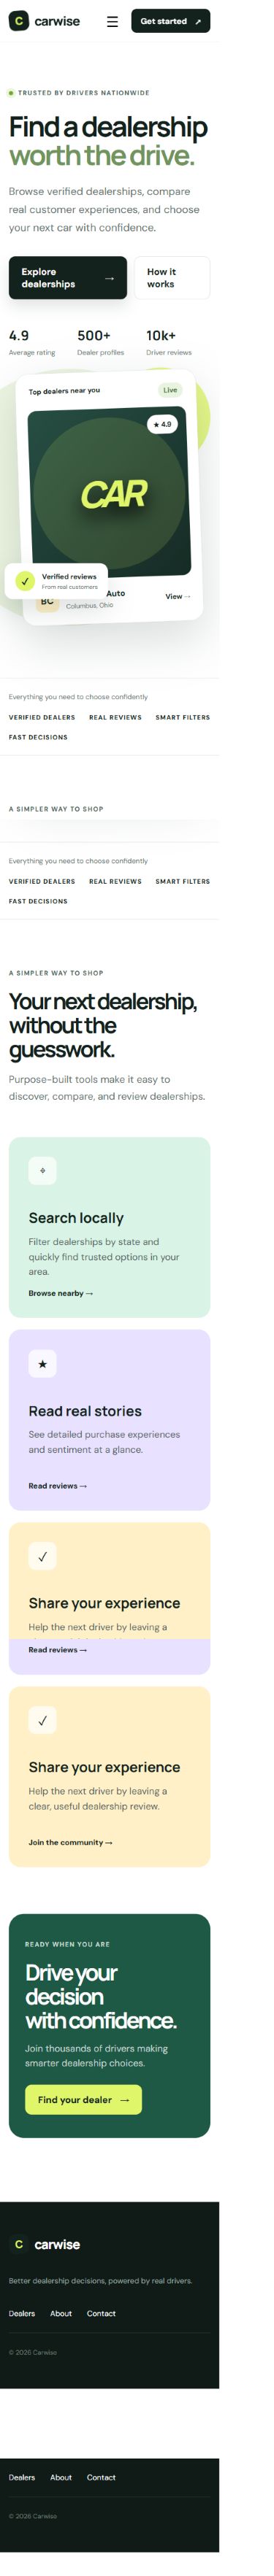 C carwise
Get started ↗
TRUSTED BY DRIVERS NATIONWIDE
Find a dealership
worth the drive.
Browse verified dealerships, compare
real customer experiences, and choose
your next car with confidence.
Explore
dealerships →
How it
works
4.9 500+ 10k+
Average rating Dealer profiles Driver reviews
Top dealers near you Live
★ 4.9
CAR
✓ Verified reviews
From real customers
BC Auto
Columbus, Ohio
View →
Everything you need to choose confidently
VERIFIED DEALERS REAL REVIEWS SMART FILTERS
FAST DECISIONS
A SIMPLER WAY TO SHOP
Everything you need to choose confidently
VERIFIED DEALERS REAL REVIEWS SMART FILTERS
FAST DECISIONS
A SIMPLER WAY TO SHOP
Your next dealership,
without the
guesswork.
Purpose-built tools make it easy to
discover, compare, and review dealerships.
Search locally
Filter dealerships by state and
quickly find trusted options in your
area.
Browse nearby →
★
Read real stories
See detailed purchase experiences
and sentiment at a glance.
Read reviews →
✓
Share your experience
Help the next driver by leaving a
Read reviews →
✓
Share your experience
Help the next driver by leaving a
clear, useful dealership review.
Join the community →
READY WHEN YOU ARE
Drive your
decision
with confidence.
Join thousands of drivers making
smarter dealership choices.
Find your dealer →
C carwise
Better dealership decisions, powered by real drivers.
Dealers About Contact
© 2026 Carwise
Dealers About Contact
© 2026 Carwise